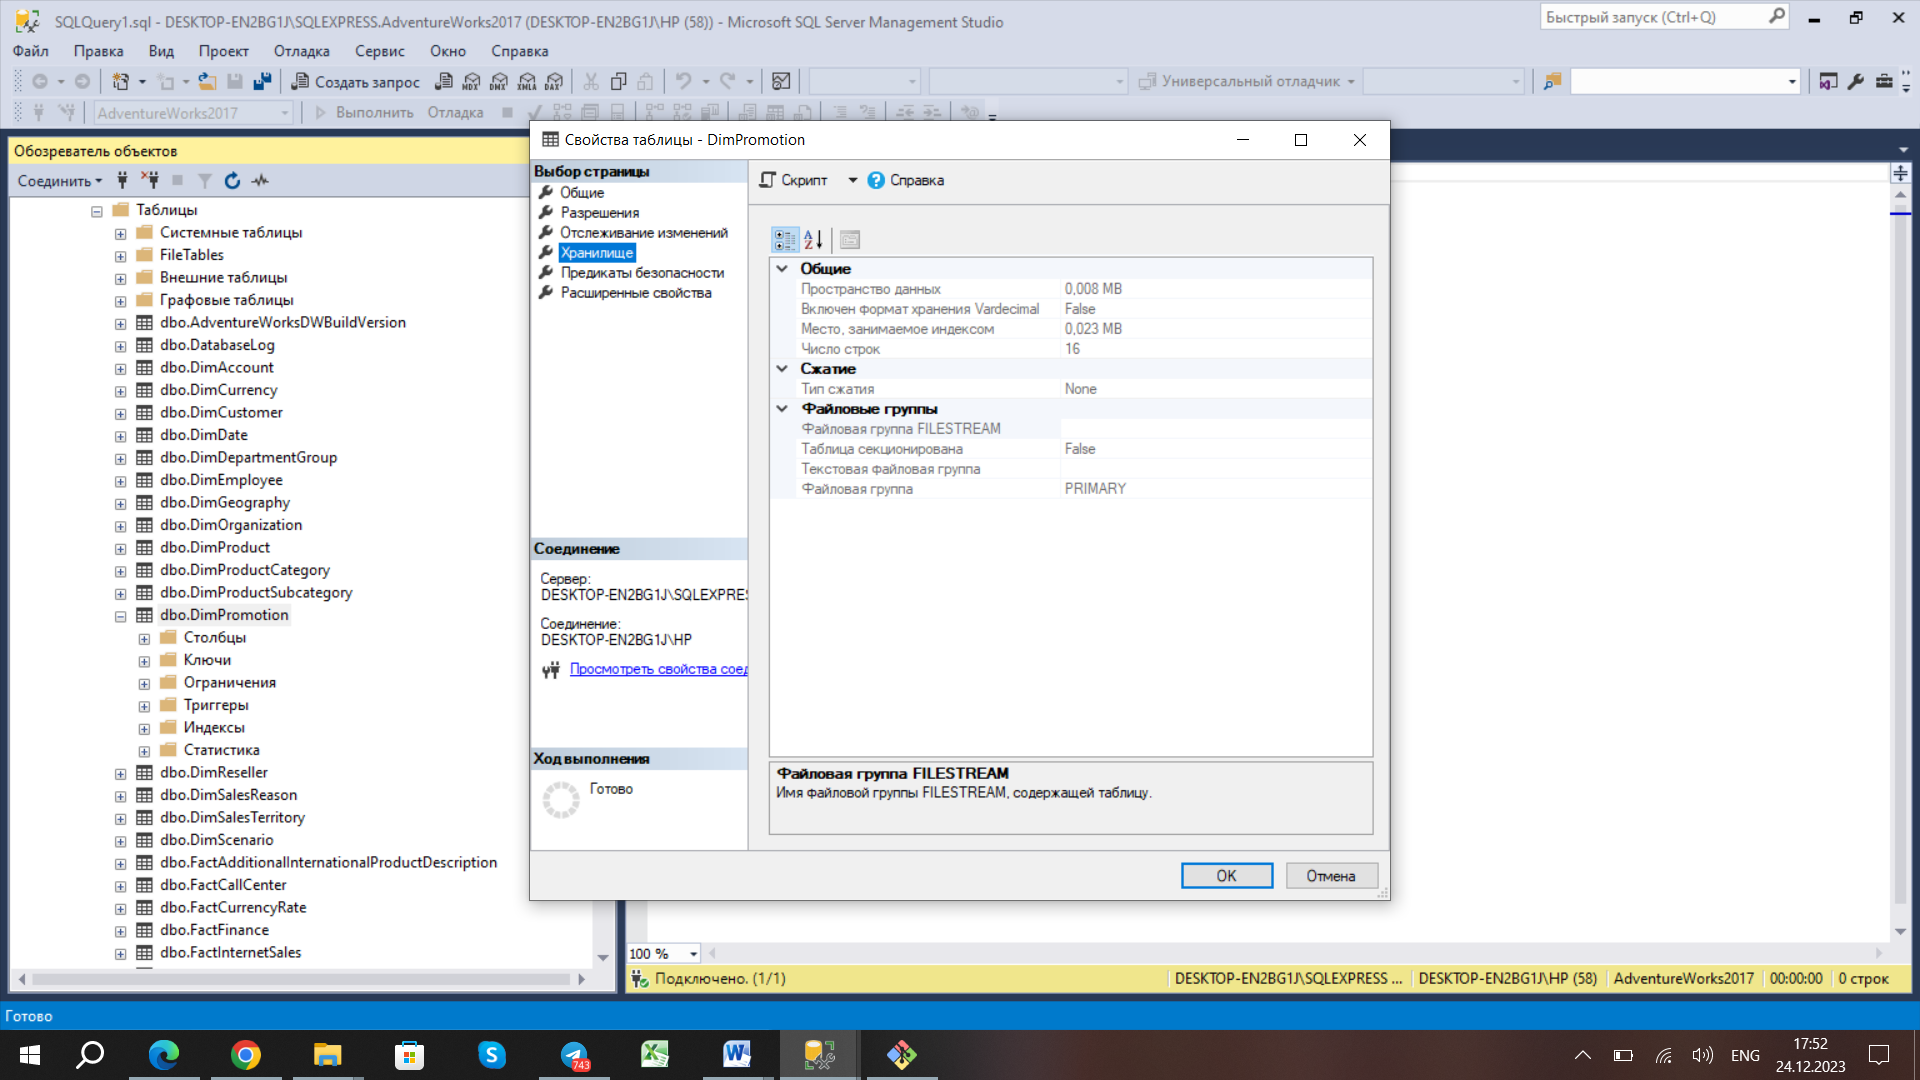 SQLQuery1.sql - DESKTOP-EN2BG1J\SQLEXPRESS.AdventureWorks2017 (DESKTOP-EN2BG1J\HP (58)) - Microsoft SQL Server Management Studio
Быстрый запуск (Ctrl+Q)
Файл Правка Вид Проект Отладка Сервис Окно Справка
Создать запрос MDX DMX XMLA DAX Универсальный отладчик
AdventureWorks2017 Выполнить Отладка
Обозреватель объектов
Соединить
Таблицы
Системные таблицы
FileTables
Внешние таблицы
Графовые таблицы
dbo.AdventureWorksDWBuildVersion
dbo.DatabaseLog
dbo.DimAccount
dbo.DimCurrency
dbo.DimCustomer
dbo.DimDate
dbo.DimDepartmentGroup
dbo.DimEmployee
dbo.DimGeography
dbo.DimOrganization
dbo.DimProduct
dbo.DimProductCategory
dbo.DimProductSubcategory
dbo.DimPromotion
Столбцы
Ключи
Ограничения
Триггеры
Индексы
Статистика
dbo.DimReseller
dbo.DimSalesReason
dbo.DimSalesTerritory
dbo.DimScenario
dbo.FactAdditionalInternationalProductDescription
dbo.FactCallCenter
dbo.FactCurrencyRate
dbo.FactFinance
dbo.FactInternetSales
Свойства таблицы - DimPromotion
Выбор страницы
Общие
Разрешения
Отслеживание изменений
Хранилище
Предикаты безопасности
Расширенные свойства
Соединение
Сервер:
DESKTOP-EN2BG1J\SQLEXPRES
Соединение:
DESKTOP-EN2BG1J\HP
Просмотреть свойства соед
Ход выполнения
Готово
Скрипт Справка
Общие
Пространство данных 0,008 MB
Включен формат хранения Vardecimal False
Место, занимаемое индексом 0,023 MB
Число строк 16
Сжатие
Тип сжатия None
Файловые группы
Файловая группа FILESTREAM
Таблица секционирована False
Текстовая файловая группа
Файловая группа PRIMARY
Файловая группа FILESTREAM
Имя файловой группы FILESTREAM, содержащей таблицу.
OK Отмена
100 %
Подключено. (1/1) DESKTOP-EN2BG1J\SQLEXPRESS ... DESKTOP-EN2BG1J\HP (58) AdventureWorks2017 00:00:00 0 строк
Готово
743
ENG
17:52
24.12.2023